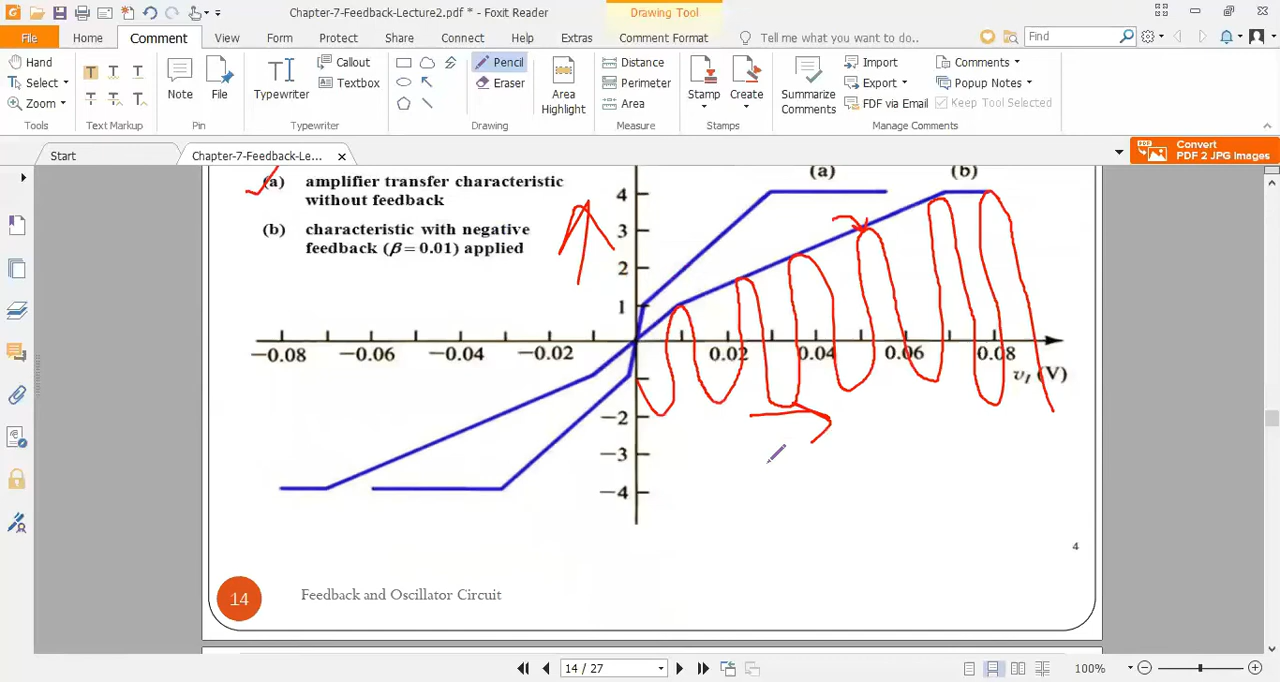 Chapter-7-Feedback-Lecture2.pdf * - Foxit Reader
Drawing Tool
File Home Comment View Form Protect Share Connect Help Extras Comment Format Tell me what you want to do.. Find
Hand
Select
Zoom
Tools
T T T
T T T
Text Markup
Note
File
Pin
Typewriter
Callout
Textbox
Typewriter
Pencil
Eraser
Drawing
Area
Highlight
Distance
Perimeter
Area
Measure
Stamp
Create
Stamps
Summarize
Comments
Import
Export
FDF via Email
Comments
Popup Notes
Keep Tool Selected
Manage Comments
Start
Chapter-7-Feedback-Le...
Convert
PDF 2 JPG Images
(a) amplifier transfer characteristic
without feedback
(b) characteristic with negative
feedback (β = 0.01) applied
(a) (b)
4
3
2
1
−0.08 −0.06 −0.04 −0.02 0.02 0.04 0.06 0.08
vI (V)
−2
−3
−4
4
14 Feedback and Oscillator Circuit
14 / 27
100%